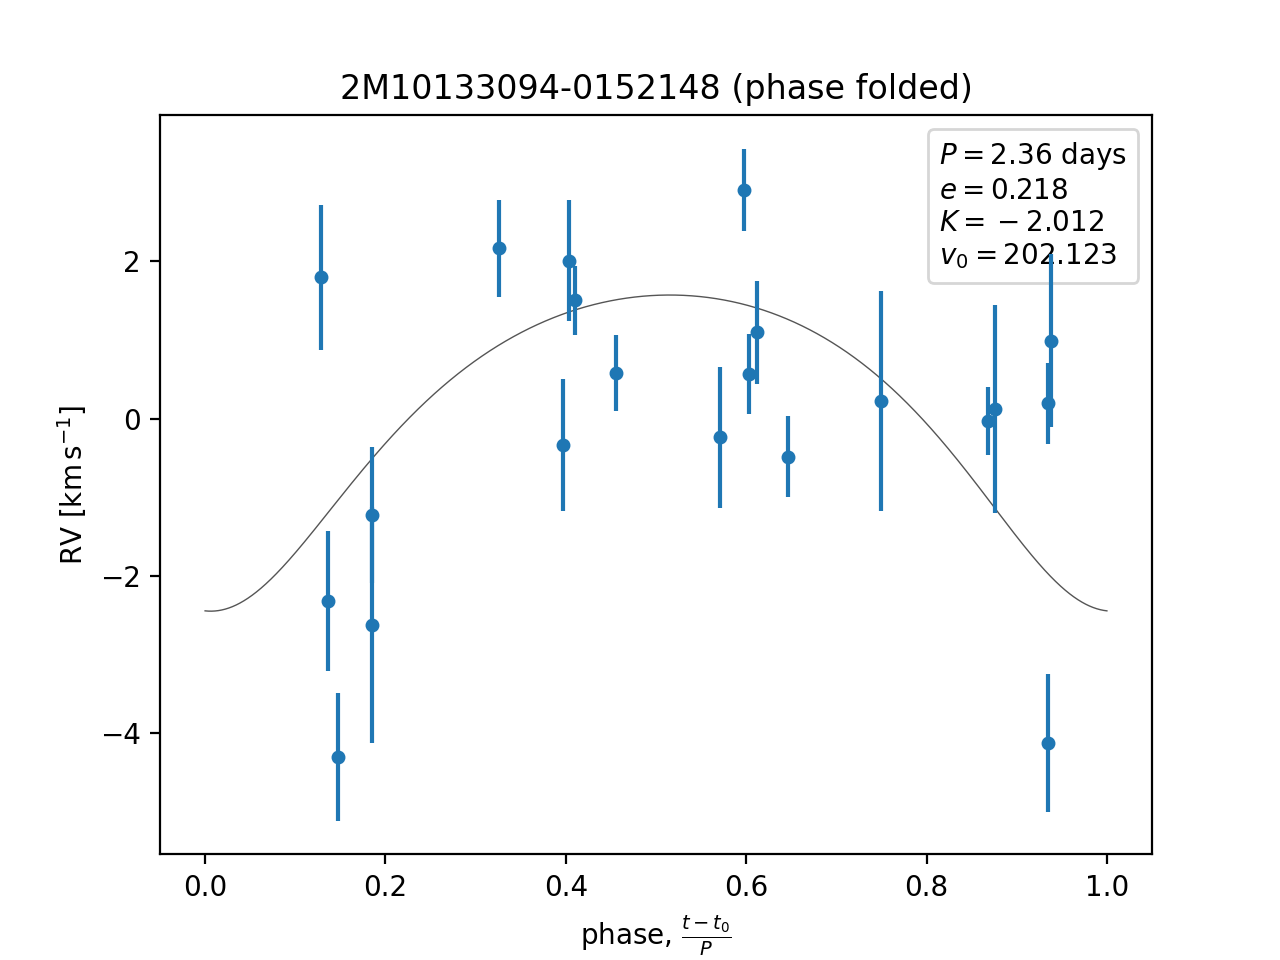 2M10133094-0152148 (phase folded)
P = 2.36 days
e = 0.218
K = −2.012
v₀ = 202.123
RV [km s⁻¹]
2
0
−2
−4
0.0 0.2 0.4 0.6 0.8 1.0
phase, (t − t₀)/P